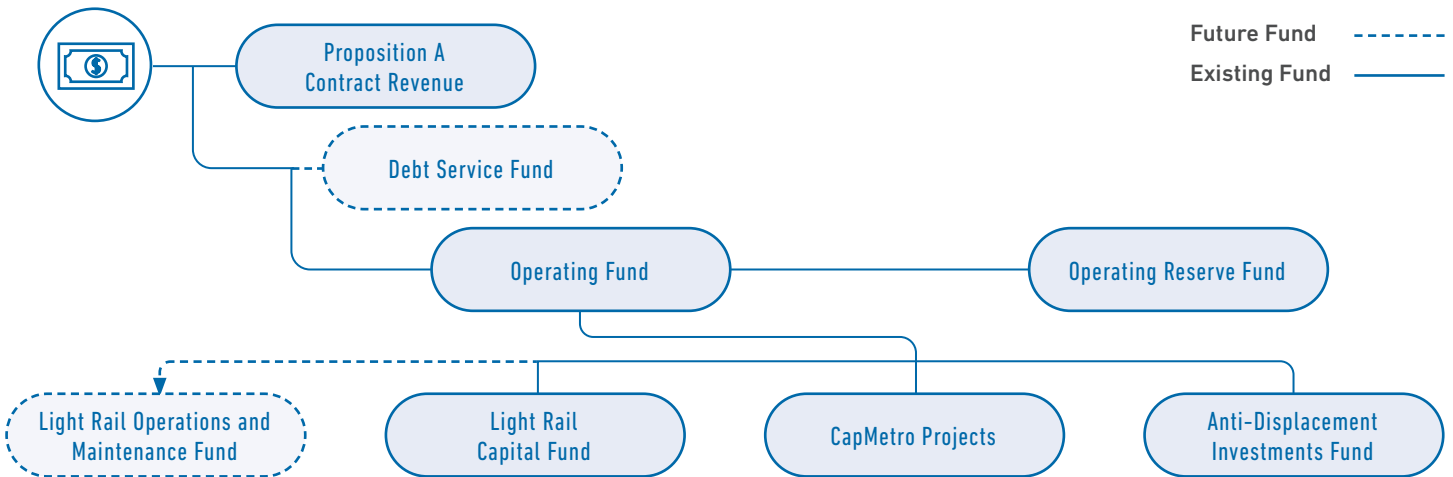 Proposition A
Contract Revenue
Future Fund
Existing Fund
$
Debt Service Fund
Operating Fund
Operating Reserve Fund
Light Rail Operations and
Maintenance Fund
Light Rail
Capital Fund
CapMetro Projects
Anti-Displacement
Investments Fund